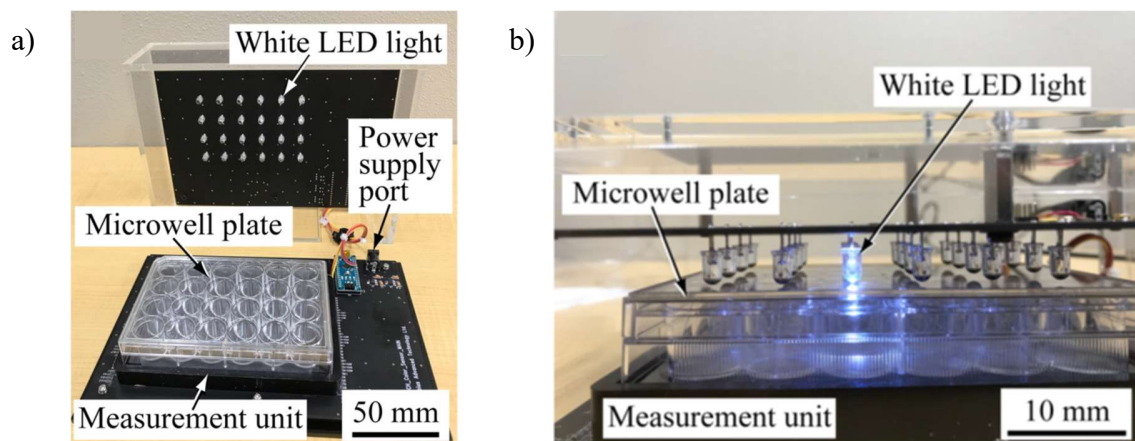 a)
White LED light
Power
supply
port
Microwell plate
Measurement unit
50 mm
b)
White LED light
Microwell plate
Measurement unit
10 mm